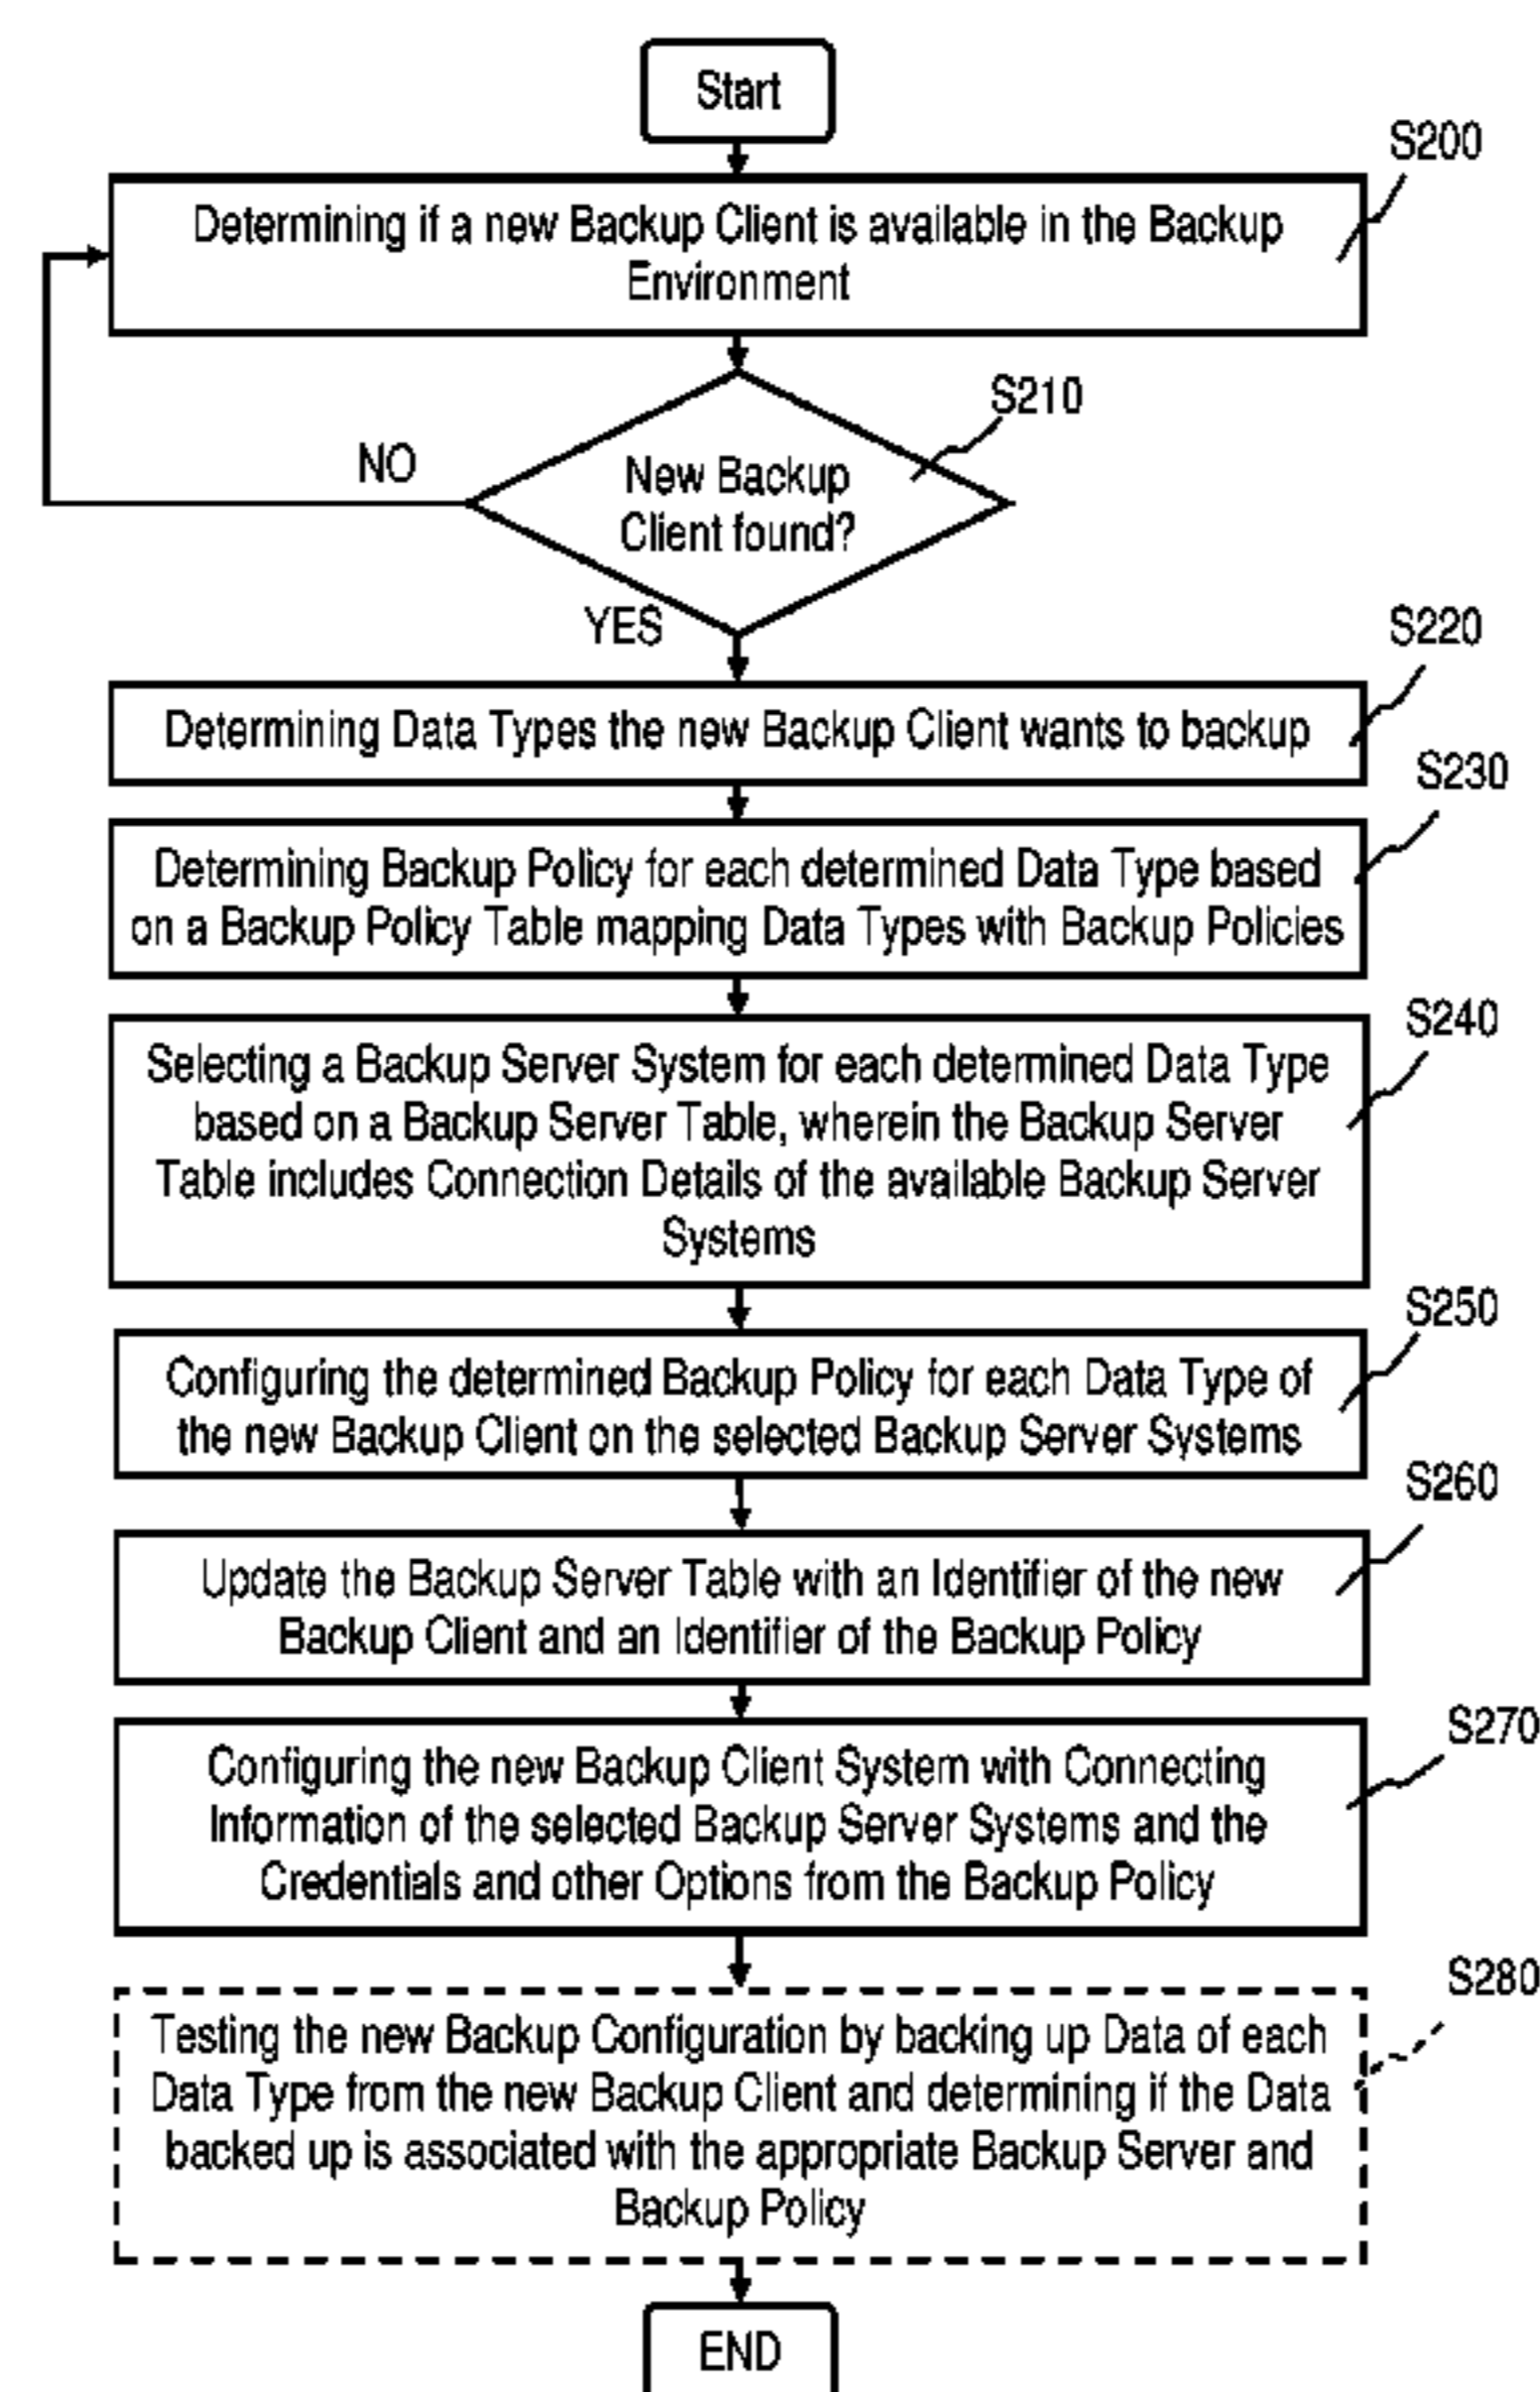 Start
S200
Determining if a new Backup Client is available in the Backup
Environment
S210
NO
New Backup
Client found?
YES
S220
Determining Data Types the new Backup Client wants to backup
S230
Determining Backup Policy for each determined Data Type based
on a Backup Policy Table mapping Data Types with Backup Policies
S240
Selecting a Backup Server System for each determined Data Type
based on a Backup Server Table, wherein the Backup Server
Table includes Connection Details of the available Backup Server
Systems
S250
Configuring the determined Backup Policy for each Data Type of
the new Backup Client on the selected Backup Server Systems
S260
Update the Backup Server Table with an Identifier of the new
Backup Client and an Identifier of the Backup Policy
S270
Configuring the new Backup Client System with Connecting
Information of the selected Backup Server Systems and the
Credentials and other Options from the Backup Policy
S280
Testing the new Backup Configuration by backing up Data of each
Data Type from the new Backup Client and determining if the Data
backed up is associated with the appropriate Backup Server and
Backup Policy
END